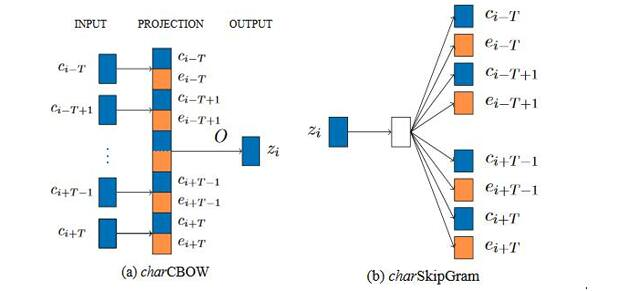 INPUT PROJECTION OUTPUT
c_{i-T}
c_{i-T+1}
⋮
c_{i+T-1}
c_{i+T}
c_{i-T}
e_{i-T}
c_{i-T+1}
e_{i-T+1}
c_{i+T-1}
e_{i+T-1}
c_{i+T}
e_{i+T}
O
z_i
(a) charCBOW
z_i
c_{i-T}
e_{i-T}
c_{i-T+1}
e_{i-T+1}
c_{i+T-1}
e_{i+T-1}
c_{i+T}
e_{i+T}
(b) charSkipGram